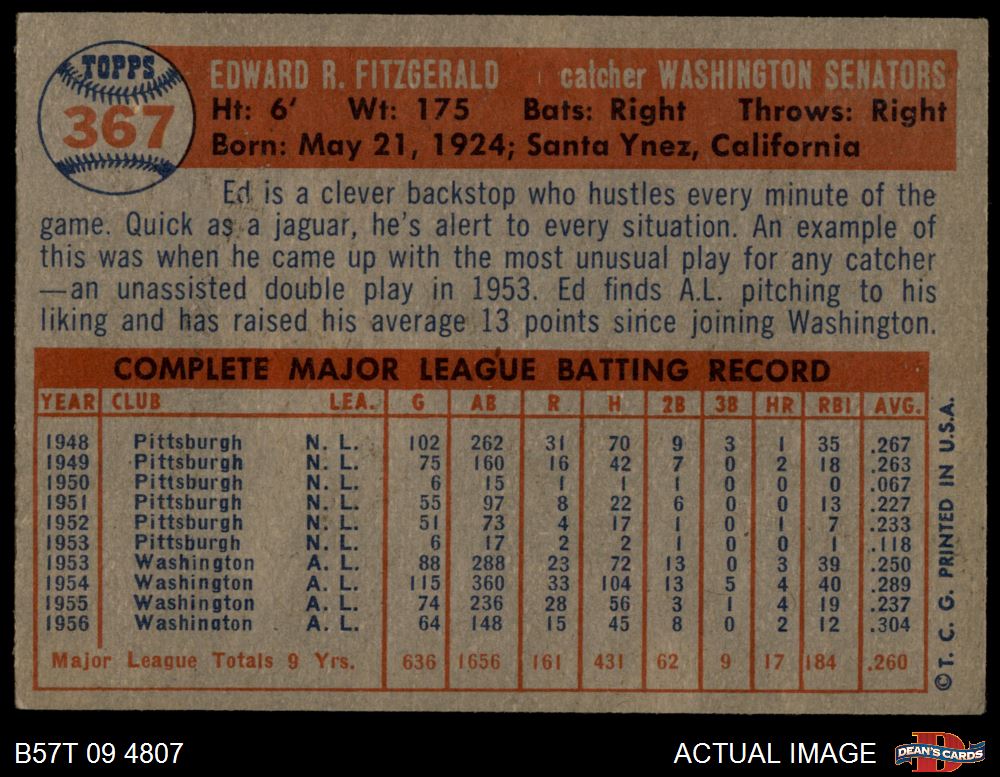 TOPPS
367
EDWARD R. FITZGERALD catcher WASHINGTON SENATORS
Ht: 6' Wt: 175 Bats: Right Throws: Right
Born: May 21, 1924; Santa Ynez, California
Ed is a clever backstop who hustles every minute of the
game. Quick as a jaguar, he's alert to every situation. An example of
this was when he came up with the most unusual play for any catcher
—an unassisted double play in 1953. Ed finds A.L. pitching to his
liking and has raised his average 13 points since joining Washington.
COMPLETE MAJOR LEAGUE BATTING RECORD
YEAR CLUB LEA. G AB R H 2B 3B HR RBI AVG.
1948 Pittsburgh N. L. 102 262 31 70 9 3 1 35 .267
1949 Pittsburgh N. L. 75 160 16 42 7 0 2 18 .263
1950 Pittsburgh N. L. 6 15 1 1 1 0 0 0 .067
1951 Pittsburgh N. L. 55 97 8 22 6 0 0 13 .227
1952 Pittsburgh N. L. 51 73 4 17 1 0 1 7 .233
1953 Pittsburgh N. L. 6 17 2 2 1 0 0 1 .118
1953 Washington A. L. 88 288 23 72 13 0 3 39 .250
1954 Washington A. L. 115 360 33 104 13 5 4 40 .289
1955 Washington A. L. 74 236 28 56 3 1 4 19 .237
1956 Washington A. L. 64 148 15 45 8 0 2 12 .304
Major League Totals 9 Yrs. 636 1656 161 431 62 9 17 184 .260
© T. C. G. PRINTED IN U.S.A.
B57T 09 4807 ACTUAL IMAGE
DEAN'S CARDS